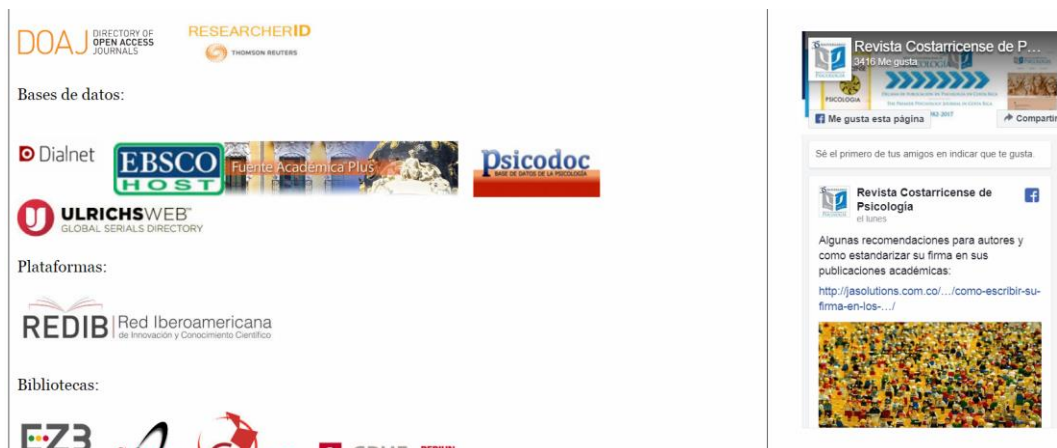 DOAJ DIRECTORY OF
OPEN ACCESS
JOURNALS
RESEARCHERID
THOMSON REUTERS
Bases de datos:
Dialnet
EBSCO
HOST
Fuente Académica Plus
Psicodoc
BASE DE DATOS DE LA PSICOLOGÍA
ULRICHSWEB™
GLOBAL SERIALS DIRECTORY
Plataformas:
REDIB Red Iberoamericana
de Innovación y Conocimiento Científico
Bibliotecas:
EZB
Revista Costarricense de P...
3416 Me gusta
PSICOLOGIA
Me gusta esta página
Compartir
Sé el primero de tus amigos en indicar que te gusta.
Revista Costarricense de
Psicología
el lunes
Algunas recomendaciones para autores y
como estandarizar su firma en sus
publicaciones académicas:
http://jasolutions.com.co/…/como-escribir-su-
firma-en-los-…/